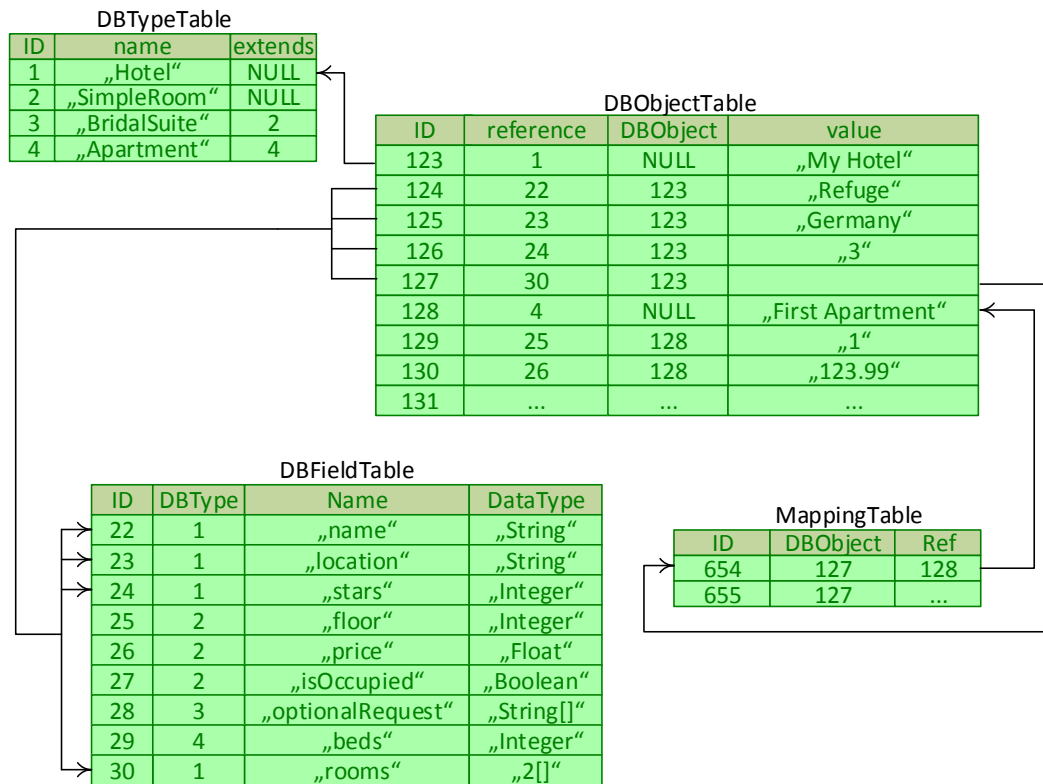 DBTypeTable
ID name extends
1 „Hotel“ NULL
2 „SimpleRoom“ NULL
3 „BridalSuite“ 2
4 „Apartment“ 4
DBObjectTable
ID reference DBObject value
123 1 NULL „My Hotel“
124 22 123 „Refuge“
125 23 123 „Germany“
126 24 123 „3“
127 30 123
128 4 NULL „First Apartment“
129 25 128 „1“
130 26 128 „123.99“
131 ... ... ...
DBFieldTable
ID DBType Name DataType
22 1 „name“ „String“
23 1 „location“ „String“
24 1 „stars“ „Integer“
25 2 „floor“ „Integer“
26 2 „price“ „Float“
27 2 „isOccupied“ „Boolean“
28 3 „optionalRequest“ „String[]“
29 4 „beds“ „Integer“
30 1 „rooms“ „2[]“
MappingTable
ID DBObject Ref
654 127 128
655 127 ...